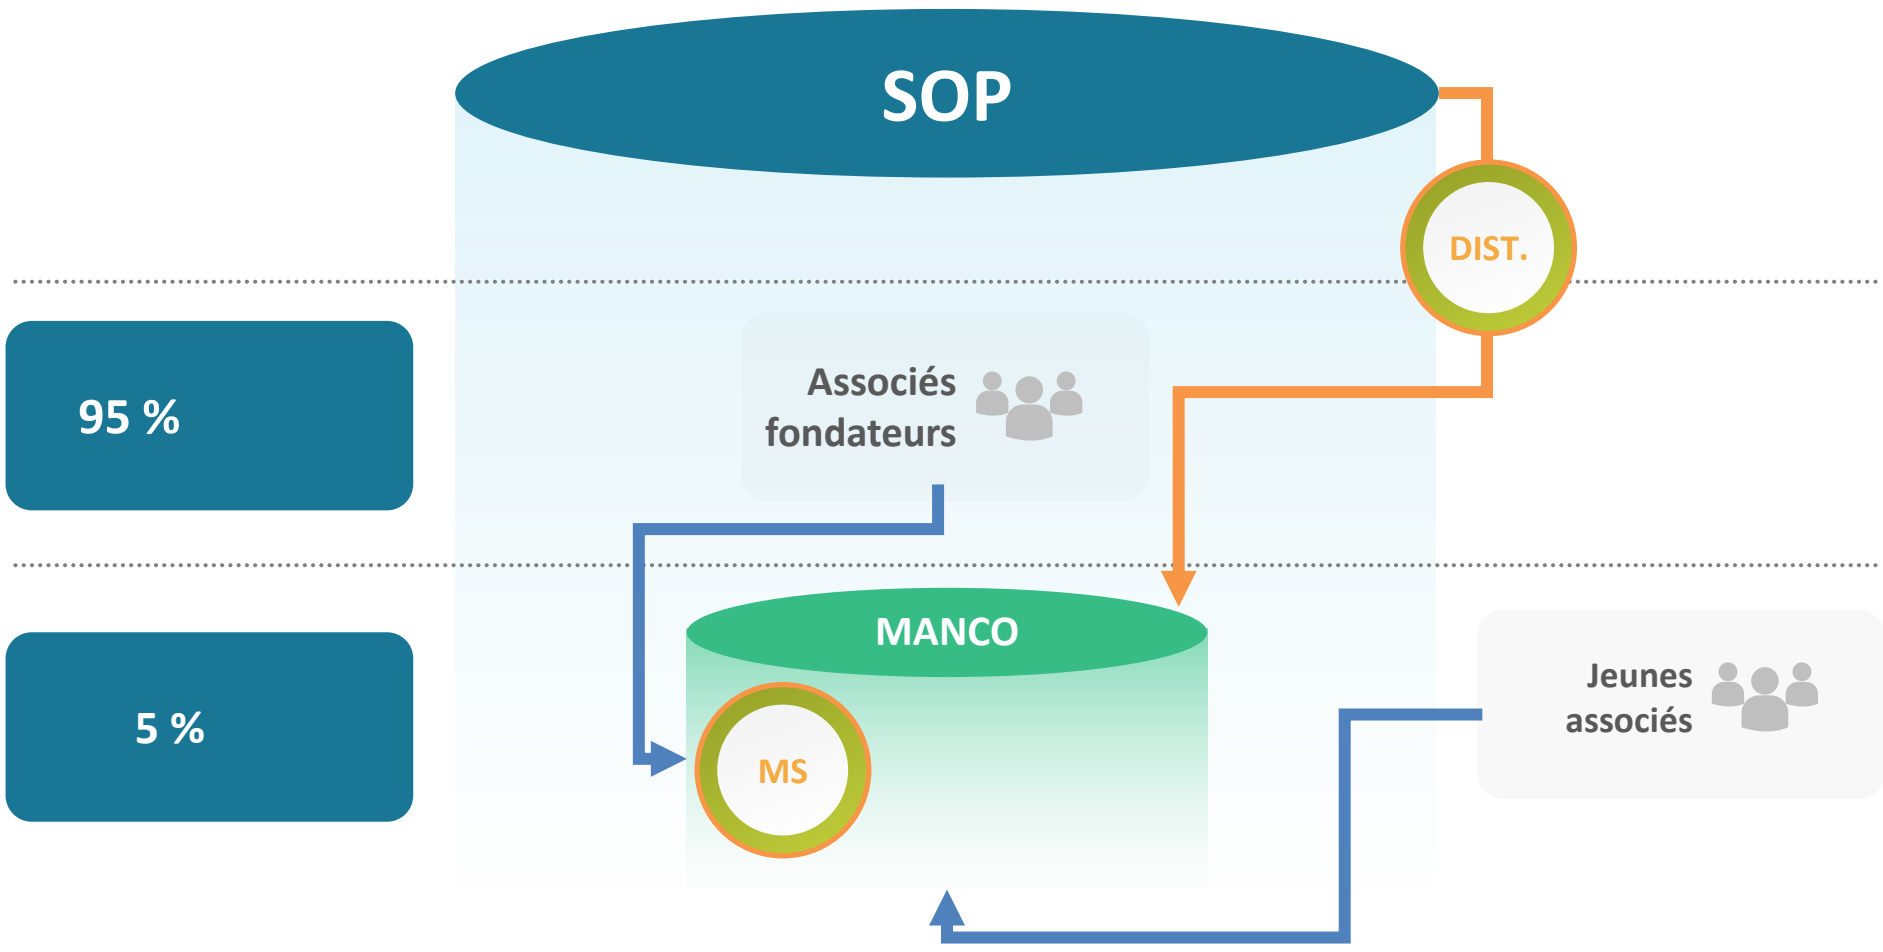 SOP
DIST.
95 %
Associés
fondateurs
MANCO
5 %
MS
Jeunes
associés